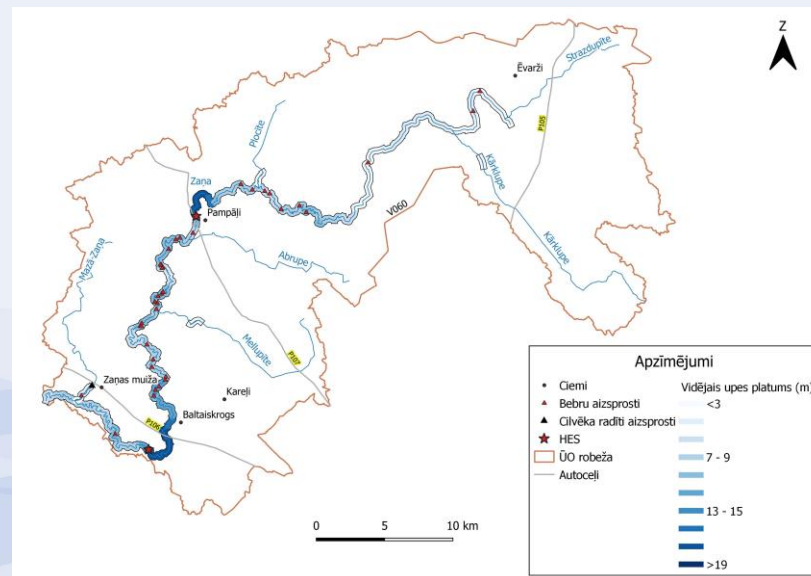 Z
Strazdupīte
Ēvarži
P105
Plocīte
Kārklupe
Zaņa
Pampāļi
V060
Mazā-Zaņa
Abrupe
Kārklupe
Mellupīte
P107
Zaņas muiža
Kareļi
P106
Baltaiskrogs
0 5 10 km
Apzīmējumi
Ciemi
Bebru aizsprosti
Cilvēka radīti aizsprosti
HES
ŪO robeža
Autoceļi
Vidējais upes platums (m)
<3
7 - 9
13 - 15
>19